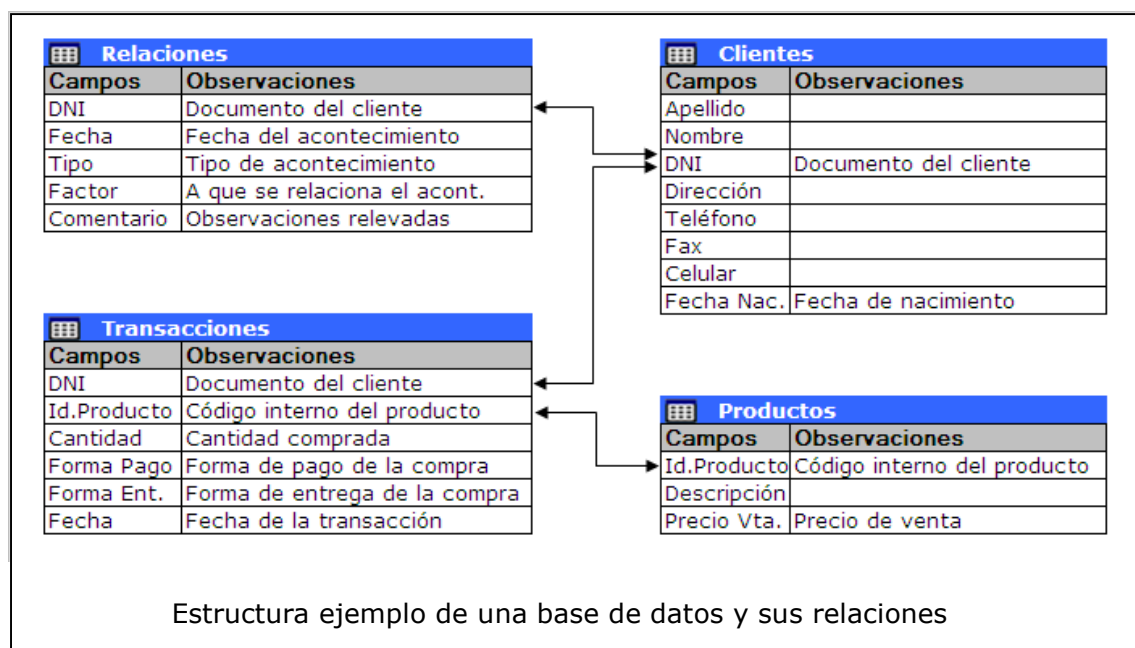 Relaciones
Campos Observaciones
DNI Documento del cliente
Fecha Fecha del acontecimiento
Tipo Tipo de acontecimiento
Factor A que se relaciona el acont.
Comentario Observaciones relevadas
Clientes
Campos Observaciones
Apellido
Nombre
DNI Documento del cliente
Dirección
Teléfono
Fax
Celular
Fecha Nac. Fecha de nacimiento
Transacciones
Campos Observaciones
DNI Documento del cliente
Id.Producto Código interno del producto
Cantidad Cantidad comprada
Forma Pago Forma de pago de la compra
Forma Ent. Forma de entrega de la compra
Fecha Fecha de la transacción
Productos
Campos Observaciones
Id.Producto Código interno del producto
Descripción
Precio Vta. Precio de venta
Estructura ejemplo de una base de datos y sus relaciones